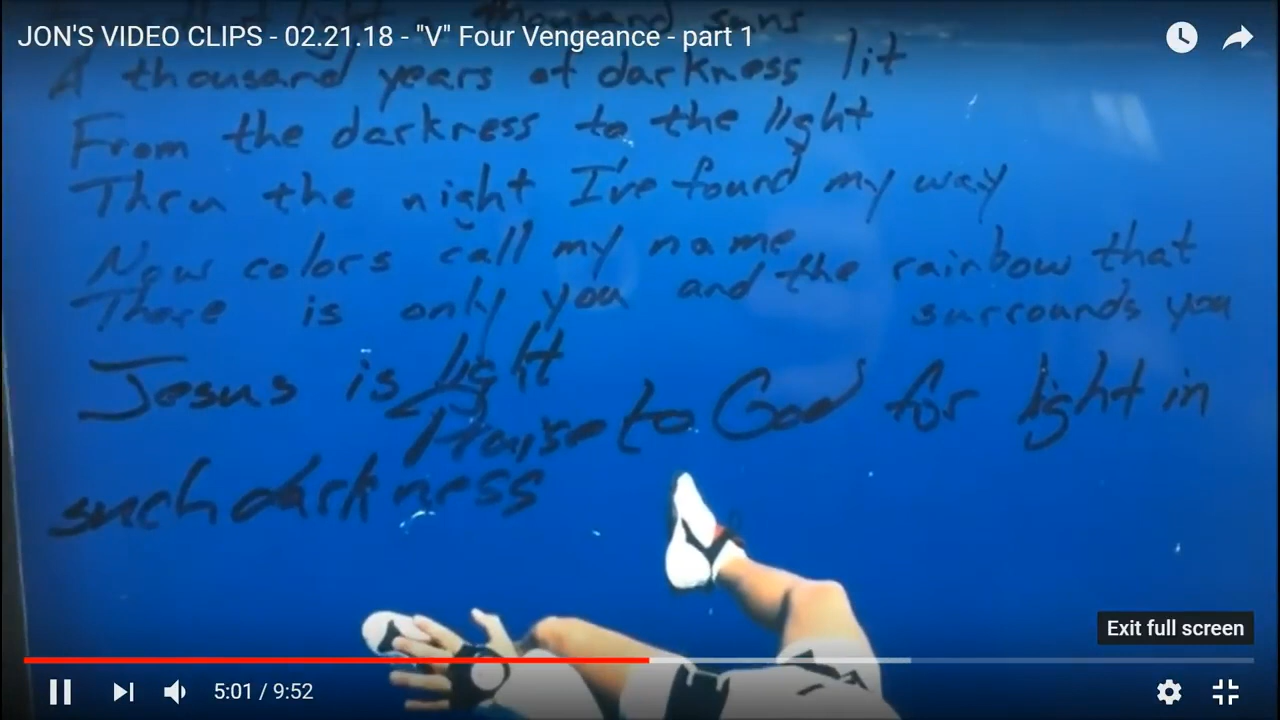 JON'S VIDEO CLIPS - 02.21.18 - "V" Four Vengeance - part 1
thousand suns
A thousand years of darkness lit
From the darkness to the light
Thru the night I've found my way
Now colors call my name
There is only you and the rainbow that
surrounds you
Jesus is light
Praise to God for light in
such darkness
Exit full screen
5:01 / 9:52